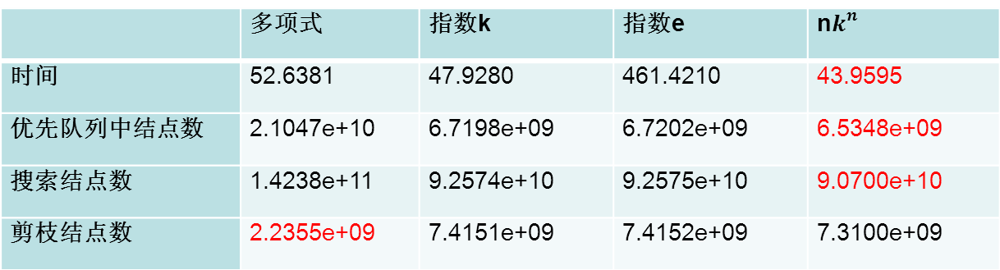 多项式 指数k 指数e nkⁿ
时间 52.6381 47.9280 461.4210 43.9595
优先队列中结点数 2.1047e+10 6.7198e+09 6.7202e+09 6.5348e+09
搜索结点数 1.4238e+11 9.2574e+10 9.2575e+10 9.0700e+10
剪枝结点数 2.2355e+09 7.4151e+09 7.4152e+09 7.3100e+09